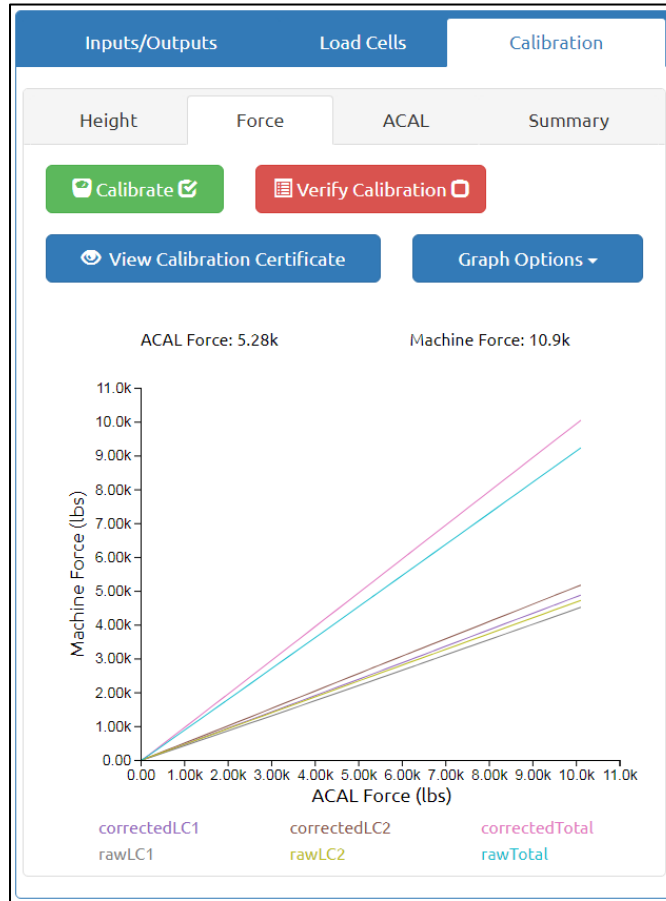 Inputs/Outputs Load Cells Calibration
Height Force ACAL Summary
Calibrate Verify Calibration
View Calibration Certificate Graph Options
ACAL Force: 5.28k Machine Force: 10.9k
11.0k
10.0k
9.00k
8.00k
7.00k
6.00k
5.00k
4.00k
3.00k
2.00k
1.00k
0.00
Machine Force (lbs)
0.00 1.00k 2.00k 3.00k 4.00k 5.00k 6.00k 7.00k 8.00k 9.00k 10.0k 11.0k
ACAL Force (lbs)
correctedLC1 correctedLC2 correctedTotal
rawLC1 rawLC2 rawTotal